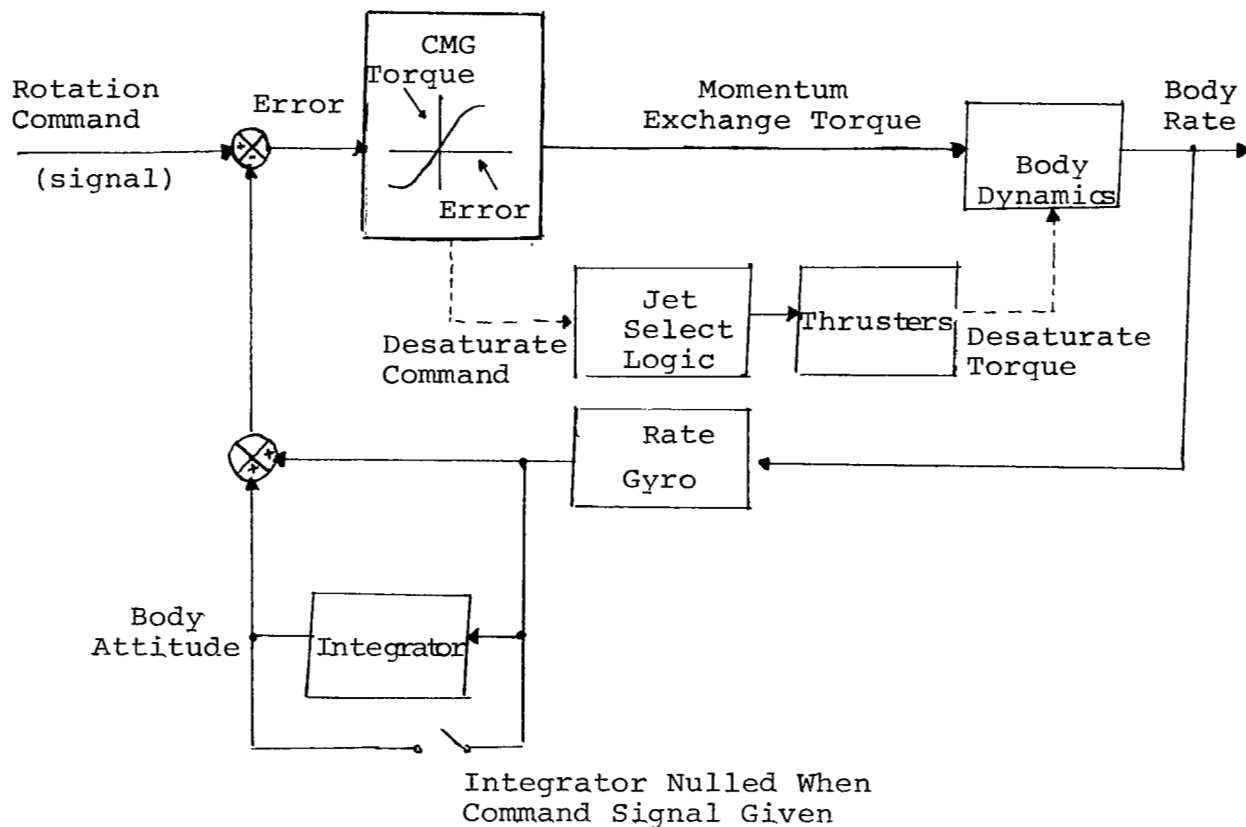 CMG
Torque
Error
Rotation
Command
(signal)
Error
Momentum
Exchange Torque
Body
Dynamics
Body
Rate
Desaturate
Command
Jet
Select
Logic
Thrusters
Desaturate
Torque
Rate
Gyro
Body
Attitude
Integrator
Integrator Nulled When
Command Signal Given
+
-
+
+